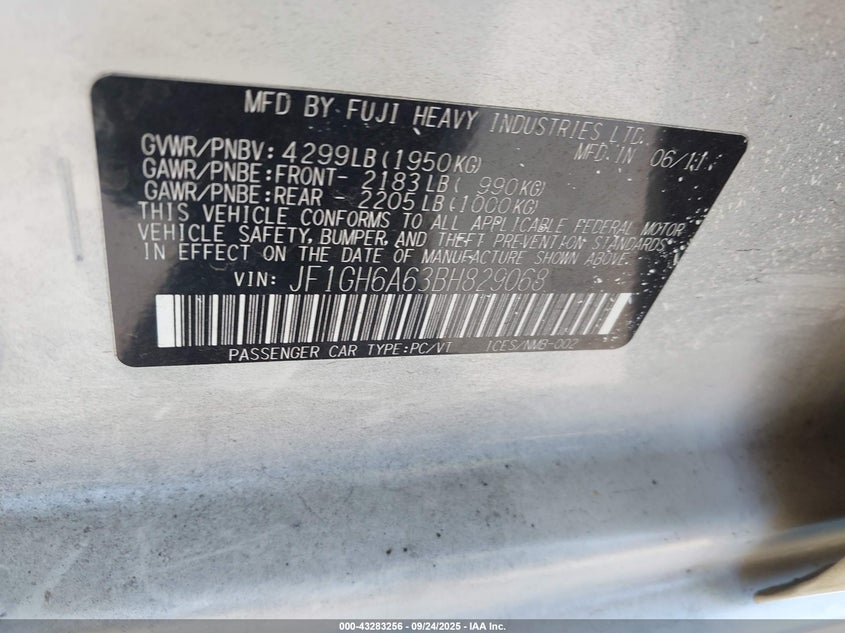 MFD BY FUJI HEAVY INDUSTRIES LTD.
GVWR/PNBV: 4299LB(1950KG) MFD.IN 06/11
GAWR/PNBE:FRONT- 2183LB( 990KG)
GAWR/PNBE:REAR - 2205LB(1000KG)
THIS VEHICLE CONFORMS TO ALL APPLICABLE FEDERAL MOTOR
VEHICLE SAFETY, BUMPER, AND THEFT PREVENTION STANDARDS
IN EFFECT ON THE DATE OF MANUFACTURE SHOWN ABOVE.
VIN: JF1GH6A63BH829068
PASSENGER CAR TYPE:PC/VT ICES/NMB-002
000-43283256 - 09/24/2025 - IAA Inc.